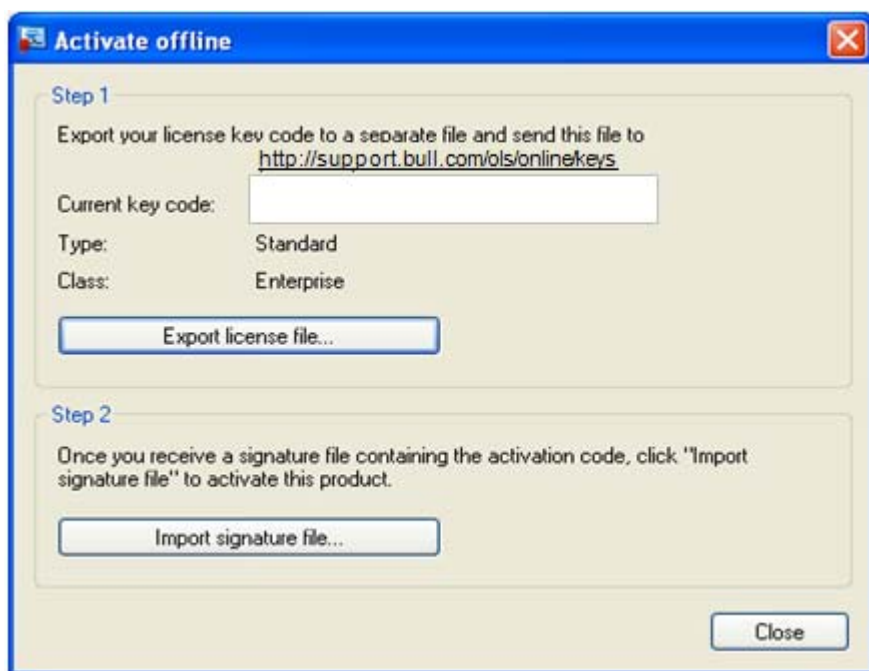 Activate offline
Step 1
Export your license key code to a separate file and send this file to
http://support.bull.com/ols/online/keys
Current key code:
Type: Standard
Class: Enterprise
Export license file...
Step 2
Once you receive a signature file containing the activation code, click "Import
signature file" to activate this product.
Import signature file...
Close